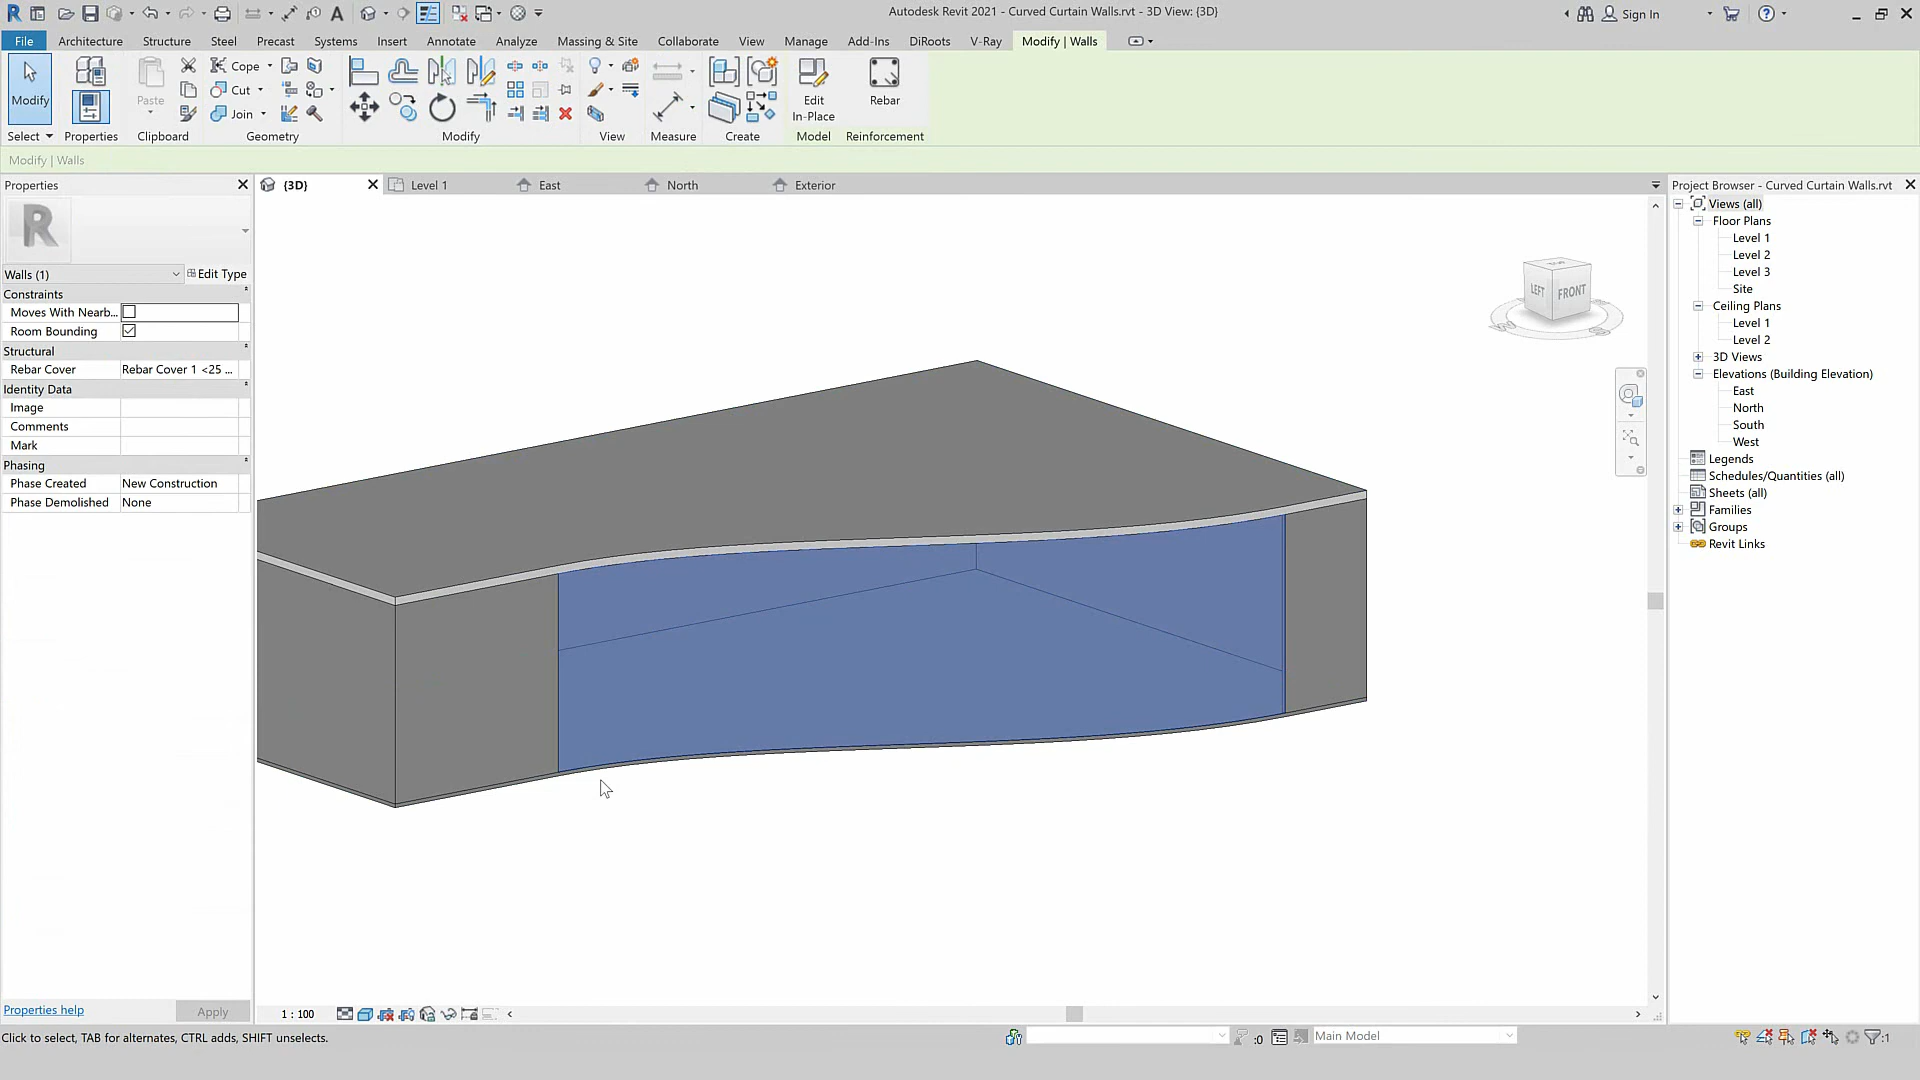 Autodesk Revit 2021 - Curved Curtain Walls.rvt - 3D View: {3D}
Sign In
File
Architecture
Structure
Steel
Precast
Systems
Insert
Annotate
Analyze
Massing & Site
Collaborate
View
Manage
Add-Ins
DiRoots
V-Ray
Modify | Walls
Modify
Paste
Cope
Cut
Join
Edit
In-Place
Rebar
Select
Properties
Clipboard
Geometry
Modify
View
Measure
Create
Model
Reinforcement
Modify | Walls
Properties
{3D}
Level 1
East
North
Exterior
Project Browser - Curved Curtain Walls.rvt
Walls (1)
Edit Type
Constraints
Moves With Nearb...
Room Bounding
Structural
Rebar Cover
Rebar Cover 1 <25 ...
Identity Data
Image
Comments
Mark
Phasing
Phase Created
New Construction
Phase Demolished
None
LEFT
FRONT
Views (all)
Floor Plans
Level 1
Level 2
Level 3
Site
Ceiling Plans
Level 1
Level 2
3D Views
Elevations (Building Elevation)
East
North
South
West
Legends
Schedules/Quantities (all)
Sheets (all)
Families
Groups
Revit Links
Properties help
Apply
1 : 100
Click to select, TAB for alternates, CTRL adds, SHIFT unselects.
:0
Main Model
:1